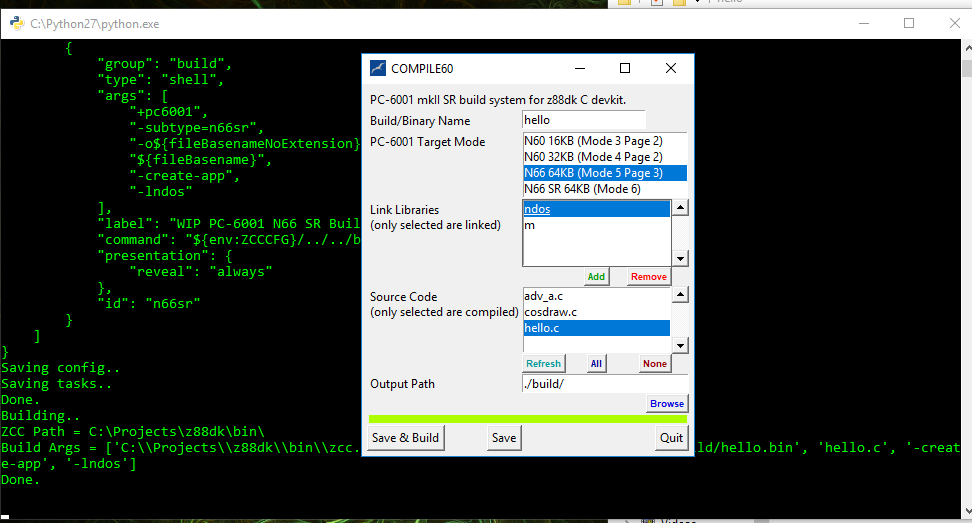 hello
C:\Python27\python.exe
{
"group": "build",
"type": "shell",
"args": [
"+pc6001",
"-subtype=n66sr",
"-o${fileBasenameNoExtension}
"${fileBasename}",
"-create-app",
"-lndos"
],
"label": "WIP PC-6001 N66 SR Buil
"command": "${env:ZCCCFG}/../../b
"presentation": {
"reveal": "always"
},
"id": "n66sr"
}
]
}
Saving config..
Saving tasks..
Done.
Building..
ZCC Path = C:\Projects\z88dk\bin\
Build Args = ['C:\\Projects\\z88dk\\bin\\zcc. ld/hello.bin', 'hello.c', '-creat
e-app', '-lndos']
Done.
COMPILE60
PC-6001 mkII SR build system for z88dk C devkit.
Build/Binary Name hello
PC-6001 Target Mode N60 16KB (Mode 3 Page 2)
N60 32KB (Mode 4 Page 2)
N66 64KB (Mode 5 Page 3)
N66 SR 64KB (Mode 6)
Link Libraries ndos
(only selected are linked) m
Add Remove
Source Code adv_a.c
(only selected are compiled) cosdraw.c
hello.c
Refresh All None
Output Path ./build/
Browse
Save & Build Save Quit